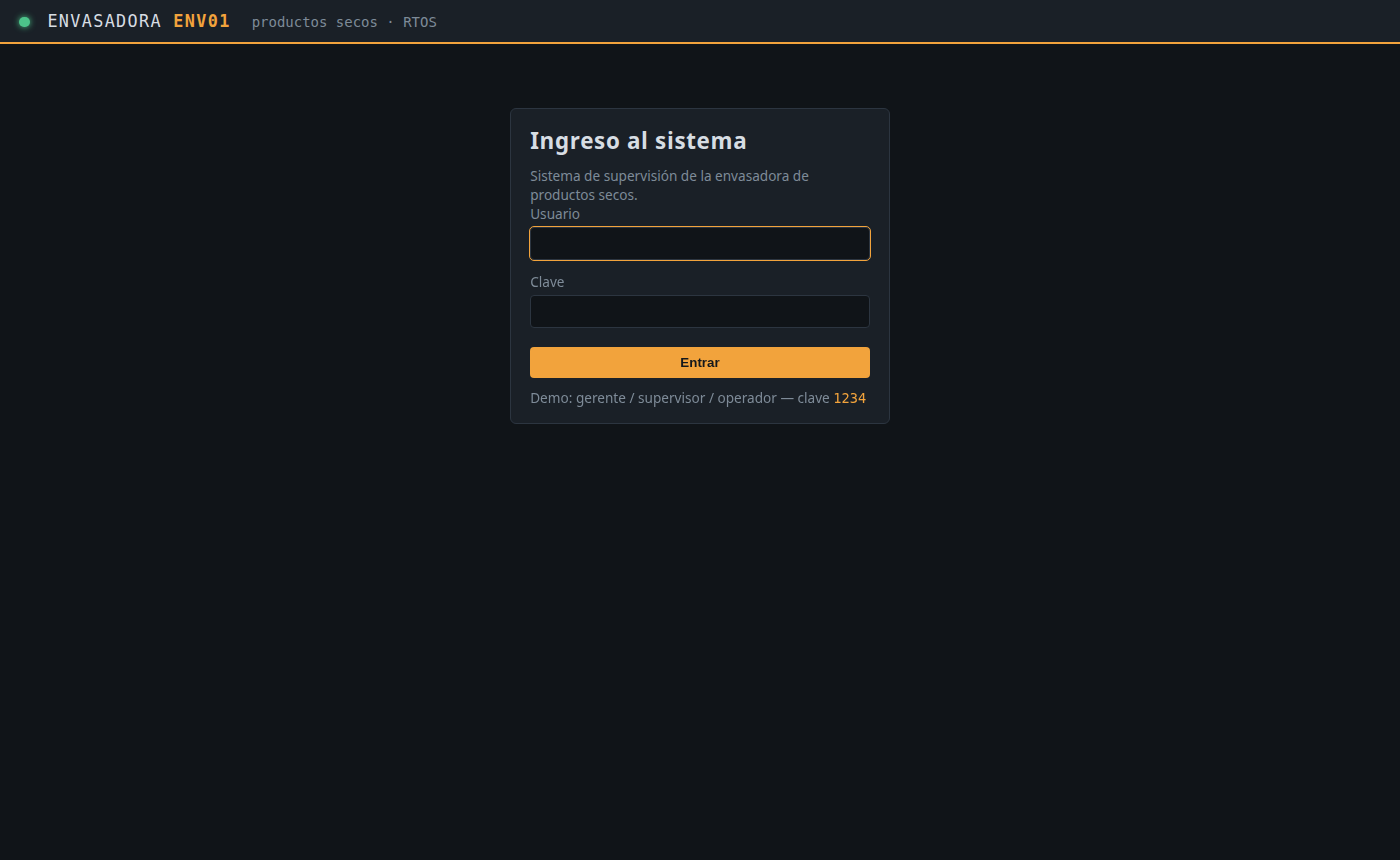 ENVASADORA ENV01 productos secos · RTOS
Ingreso al sistema
Sistema de supervisión de la envasadora de
productos secos.
Usuario
Clave
Entrar
Demo: gerente / supervisor / operador — clave 1234